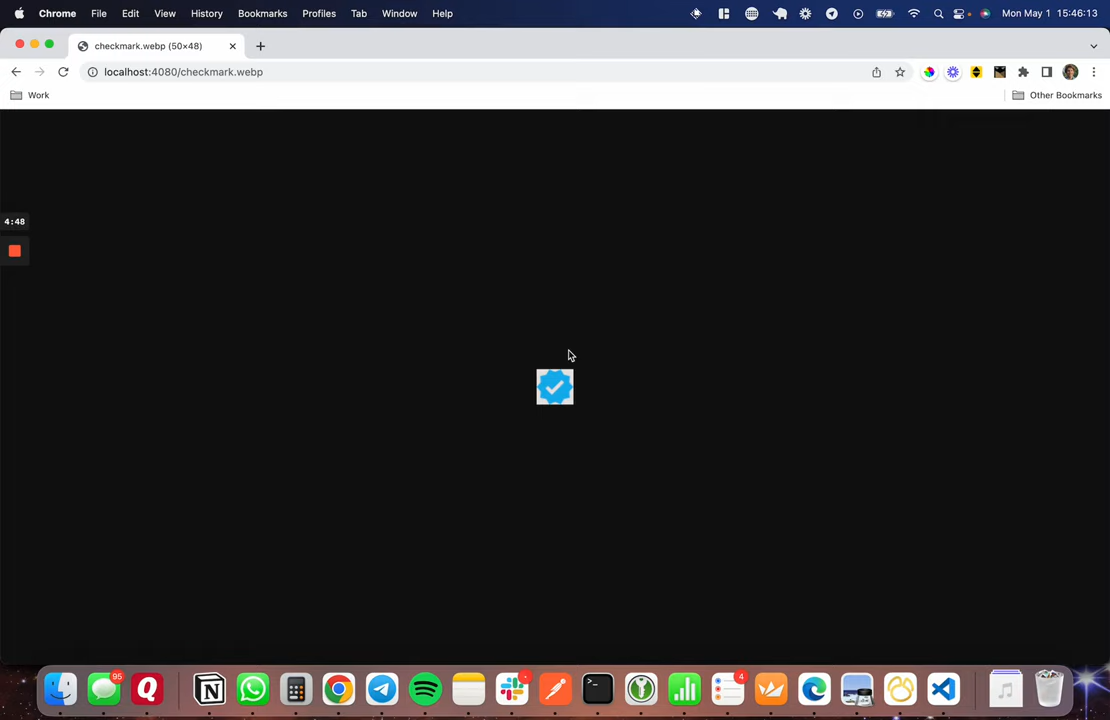 Chrome File Edit View History Bookmarks Profiles Tab Window Help Mon May 1 15:46:13
checkmark.webp (50×48)
localhost:4080/checkmark.webp
Work Other Bookmarks
4:48
95
4